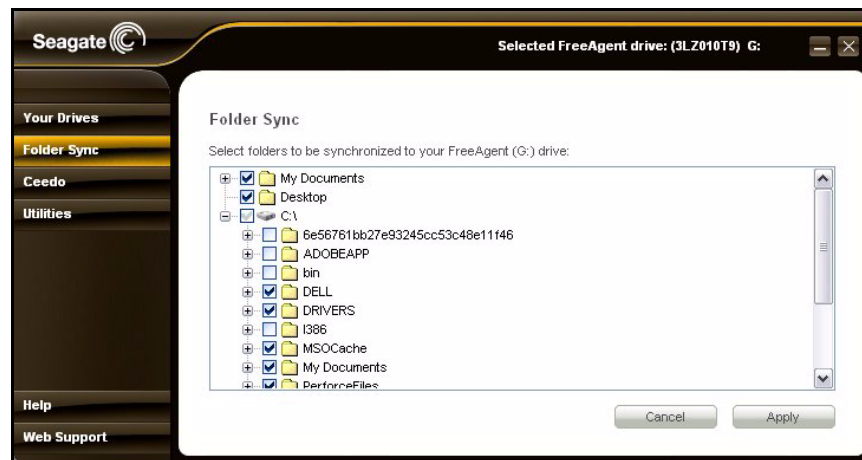 Seagate
Selected FreeAgent drive: (3LZ010T9) G:
Your Drives
Folder Sync
Ceedo
Utilities
Help
Web Support
Folder Sync
Select folders to be synchronized to your FreeAgent (G:) drive:
My Documents
Desktop
C:\
6e56761bb27e93245cc53c48e11f46
ADOBEAPP
bin
DELL
DRIVERS
I386
MSOCache
My Documents
PerforceFiles
Cancel
Apply